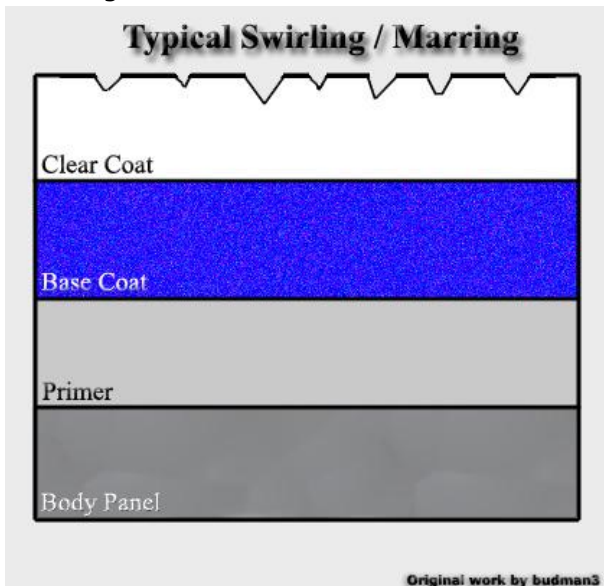 Typical Swirling / Marring
Clear Coat
Base Coat
Primer
Body Panel
Original work by budman3